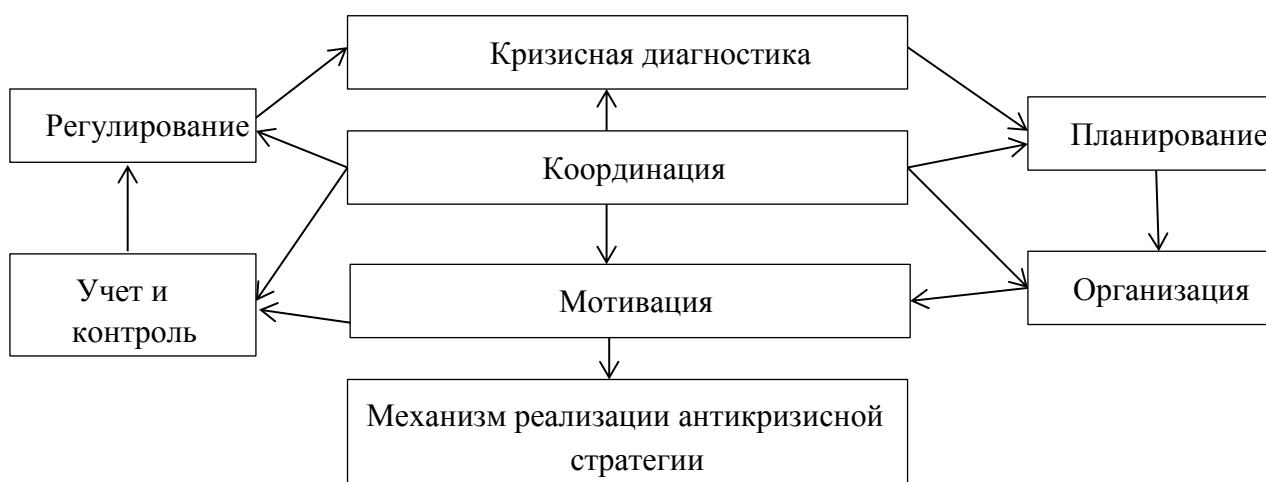 Кризисная диагностика
Регулирование
Планирование
Координация
Учет и
контроль
Мотивация
Организация
Механизм реализации антикризисной
стратегии